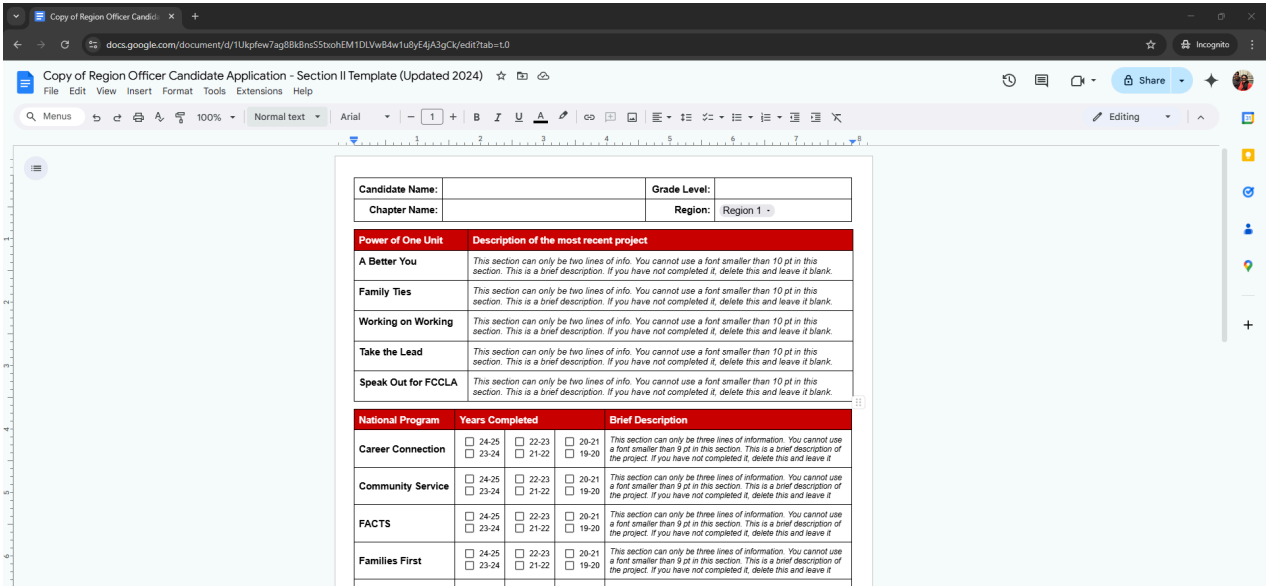 Copy of Region Officer Candida
docs.google.com/document/d/1Ukpfew7ag8BkBnsS5txohEM1DLVwB4w1u8yE4jA3gCk/edit?tab=t.0
Incognito
Copy of Region Officer Candidate Application - Section II Template (Updated 2024)
File Edit View Insert Format Tools Extensions Help
Share
Menus 100% Normal text Arial 1 B I U A Editing
1 2 3 4 5 6 7 8
Candidate Name: Grade Level:
Chapter Name: Region: Region 1
Power of One Unit Description of the most recent project
A Better You This section can only be two lines of info. You cannot use a font smaller than 10 pt in this
section. This is a brief description. If you have not completed it, delete this and leave it blank.
Family Ties This section can only be two lines of info. You cannot use a font smaller than 10 pt in this
section. This is a brief description. If you have not completed it, delete this and leave it blank.
Working on Working This section can only be two lines of info. You cannot use a font smaller than 10 pt in this
section. This is a brief description. If you have not completed it, delete this and leave it blank.
Take the Lead This section can only be two lines of info. You cannot use a font smaller than 10 pt in this
section. This is a brief description. If you have not completed it, delete this and leave it blank.
Speak Out for FCCLA This section can only be two lines of info. You cannot use a font smaller than 10 pt in this
section. This is a brief description. If you have not completed it, delete this and leave it blank.
National Program Years Completed Brief Description
Career Connection 24-25 22-23 20-21 This section can only be three lines of information. You cannot use
a font smaller than 9 pt in this section. This is a brief description of
23-24 21-22 19-20 the project. If you have not completed it, delete this and leave it
Community Service 24-25 22-23 20-21 This section can only be three lines of information. You cannot use
a font smaller than 9 pt in this section. This is a brief description of
23-24 21-22 19-20 the project. If you have not completed it, delete this and leave it
FACTS 24-25 22-23 20-21 This section can only be three lines of information. You cannot use
a font smaller than 9 pt in this section. This is a brief description of
23-24 21-22 19-20 the project. If you have not completed it, delete this and leave it
Families First 24-25 22-23 20-21 This section can only be three lines of information. You cannot use
a font smaller than 9 pt in this section. This is a brief description of
23-24 21-22 19-20 the project. If you have not completed it, delete this and leave it